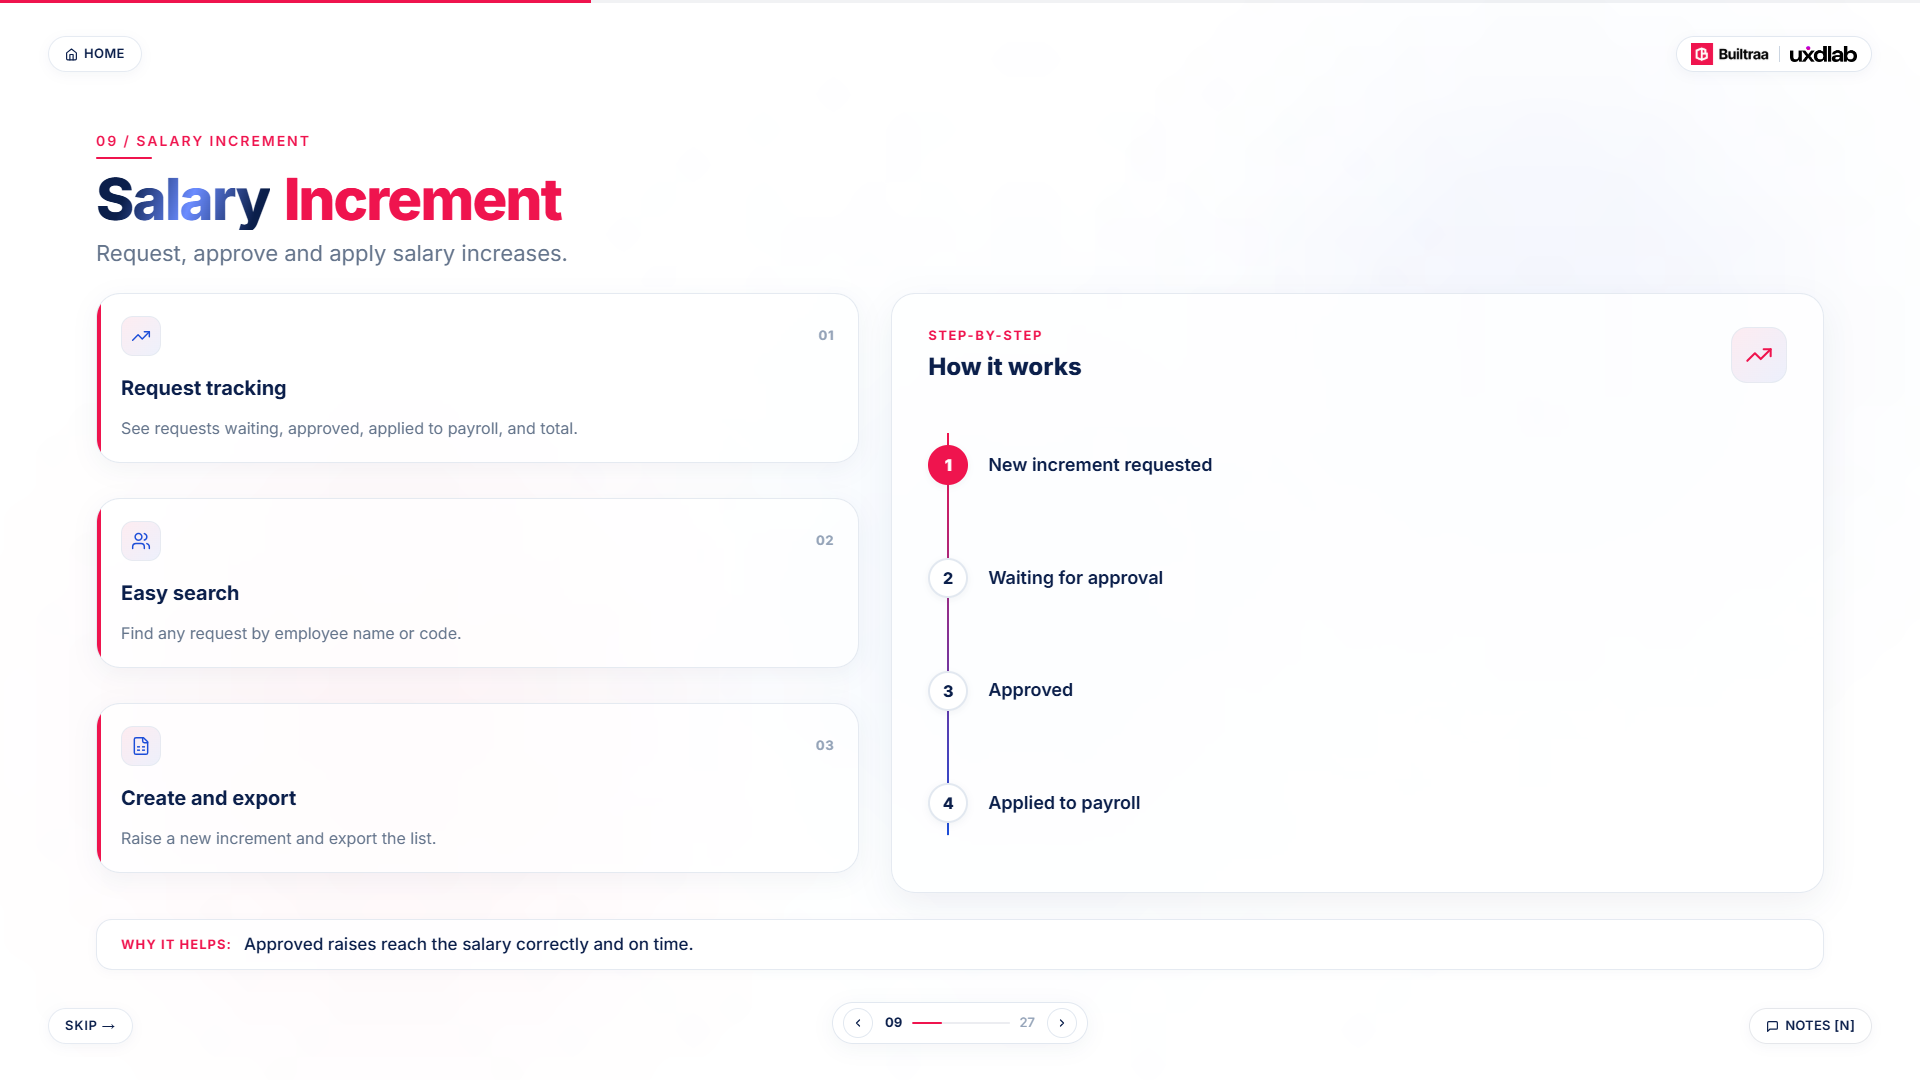 HOME
Builtraa
uxdlab
09 / SALARY INCREMENT
Salary Increment
Request, approve and apply salary increases.
01
Request tracking
See requests waiting, approved, applied to payroll, and total.
02
Easy search
Find any request by employee name or code.
03
Create and export
Raise a new increment and export the list.
STEP-BY-STEP
How it works
1 New increment requested
2 Waiting for approval
3 Approved
4 Applied to payroll
WHY IT HELPS: Approved raises reach the salary correctly and on time.
SKIP →
09 27
NOTES [N]